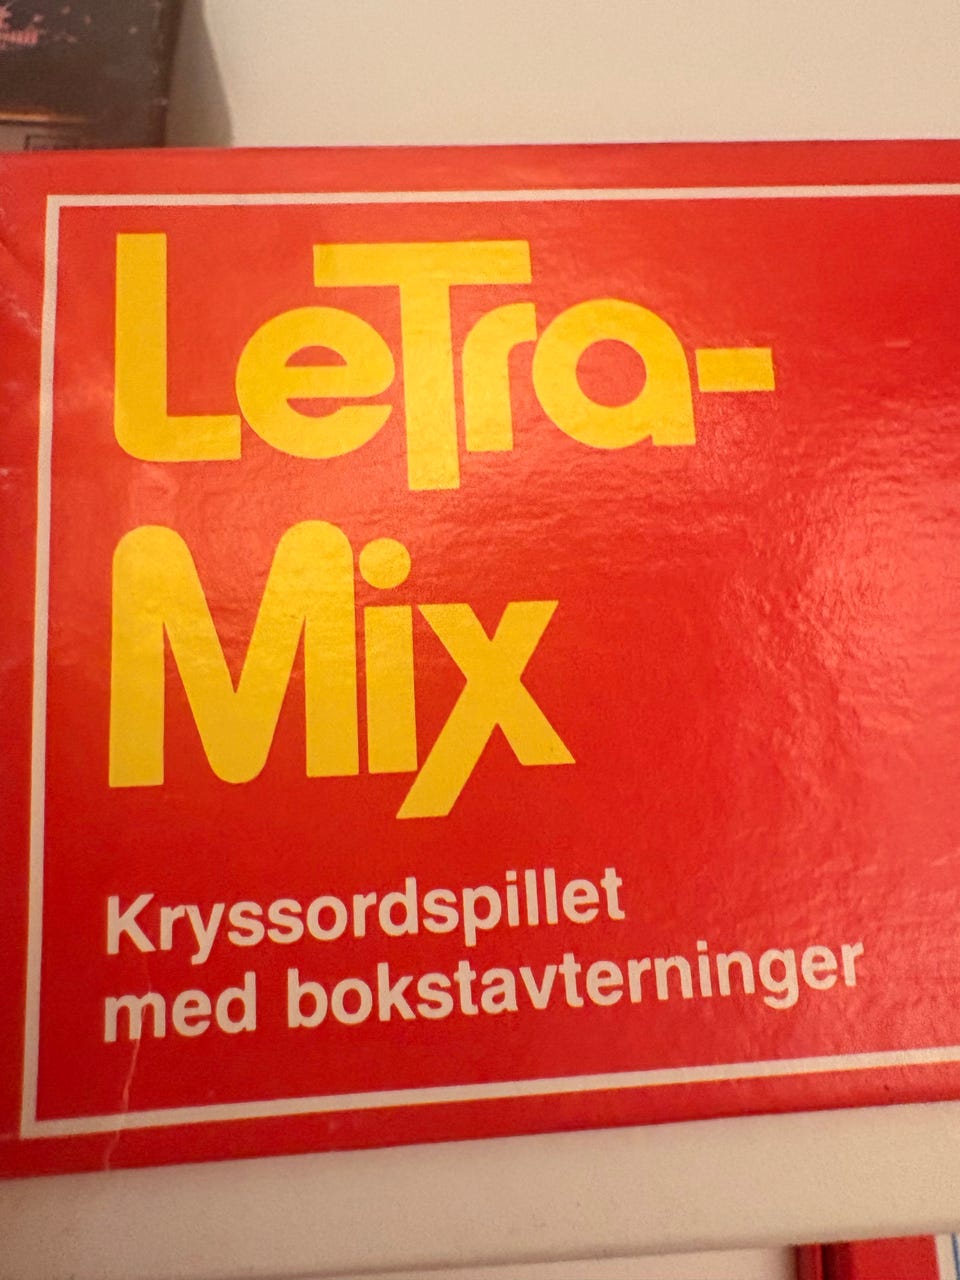 LeTra-
Mix
Kryssordspillet
med bokstavterninger